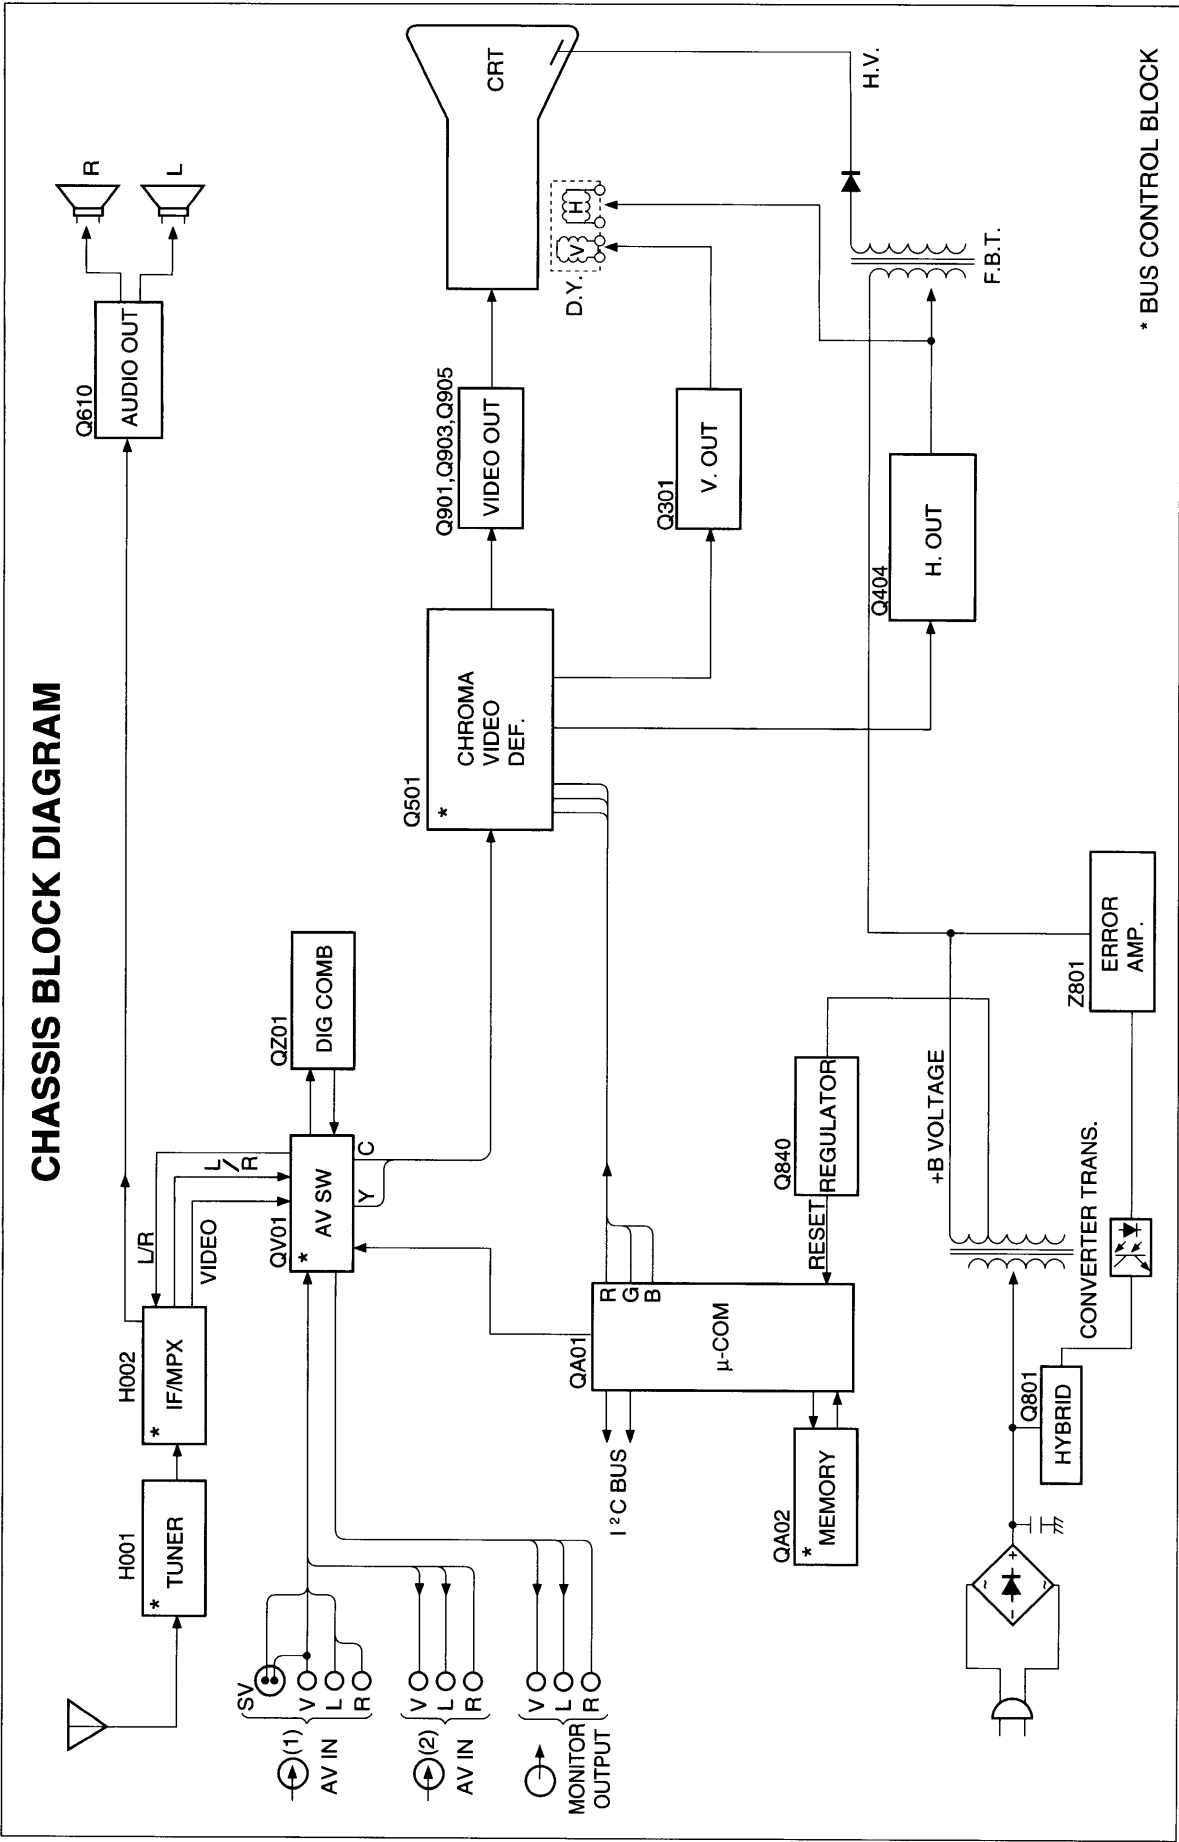 CHASSIS BLOCK DIAGRAM
H001
* TUNER
H002
* IF/MPX
L/R
L/R
VIDEO
Q610
AUDIO OUT
R
L
SV
V
L
R
(1)
AV IN
V
L
R
(2)
AV IN
V
L
R
MONITOR
OUTPUT
QV01
* AV SW
Y
C
QZ01
DIG COMB
Q501
* CHROMA
VIDEO
DEF.
Q901,Q903,Q905
VIDEO OUT
CRT
D.Y.
V
H
Q301
V. OUT
Q404
H. OUT
F.B.T.
H.V.
I²C BUS
QA01
µ-COM
R
G
B
QA02
* MEMORY
RESET
Q840
REGULATOR
+B VOLTAGE
CONVERTER TRANS.
Q801
HYBRID
Z801
ERROR
AMP.
~
+
−
~
* BUS CONTROL BLOCK